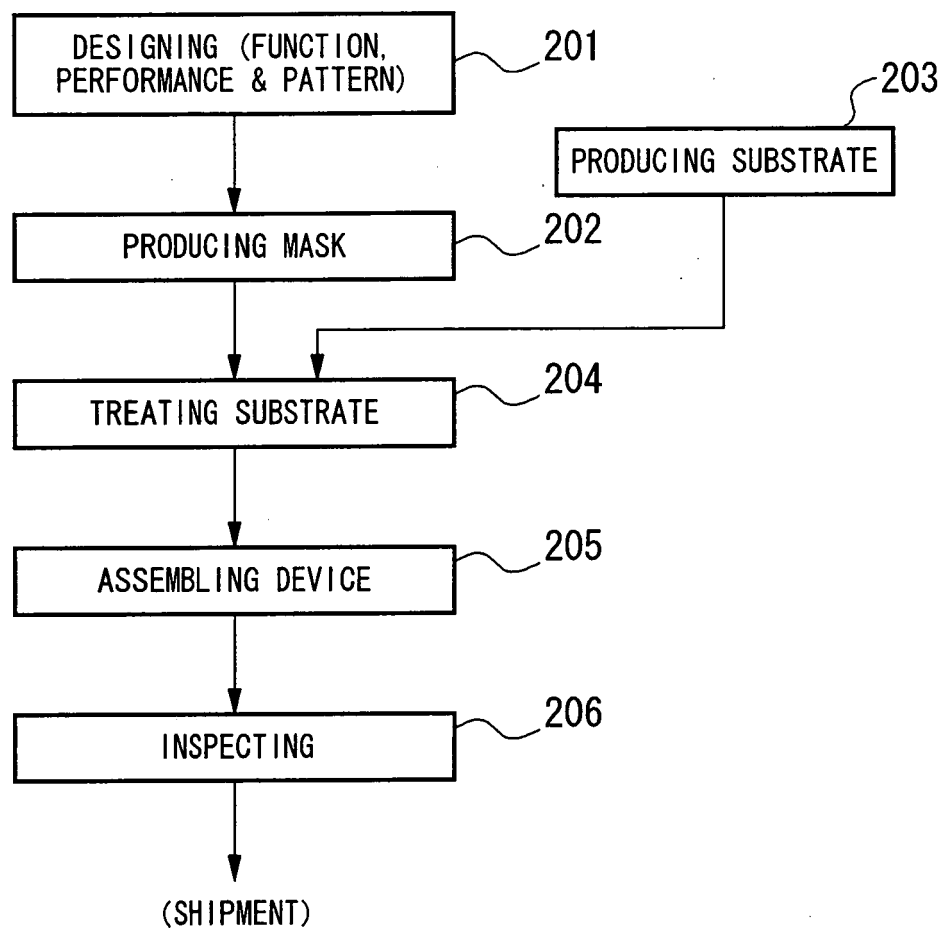 DESIGNING (FUNCTION,
PERFORMANCE & PATTERN)
201
203
PRODUCING SUBSTRATE
PRODUCING MASK
202
TREATING SUBSTRATE
204
ASSEMBLING DEVICE
205
INSPECTING
206
(SHIPMENT)